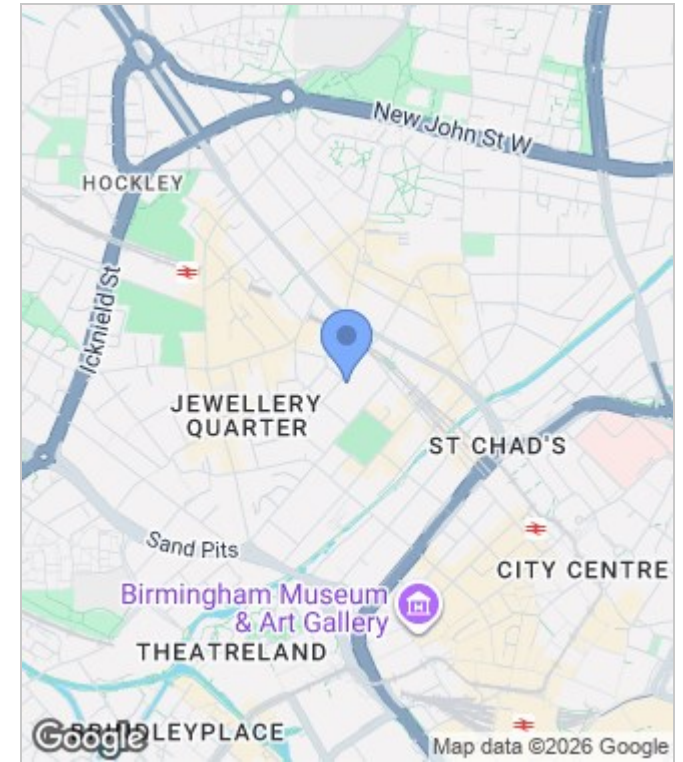 New John St W
HOCKLEY
Icknield St
JEWELLERY
QUARTER
ST CHAD'S
Sand Pits
CITY CENTRE
Birmingham Museum
& Art Gallery
THEATRELAND
Google
Map data ©2026 Google